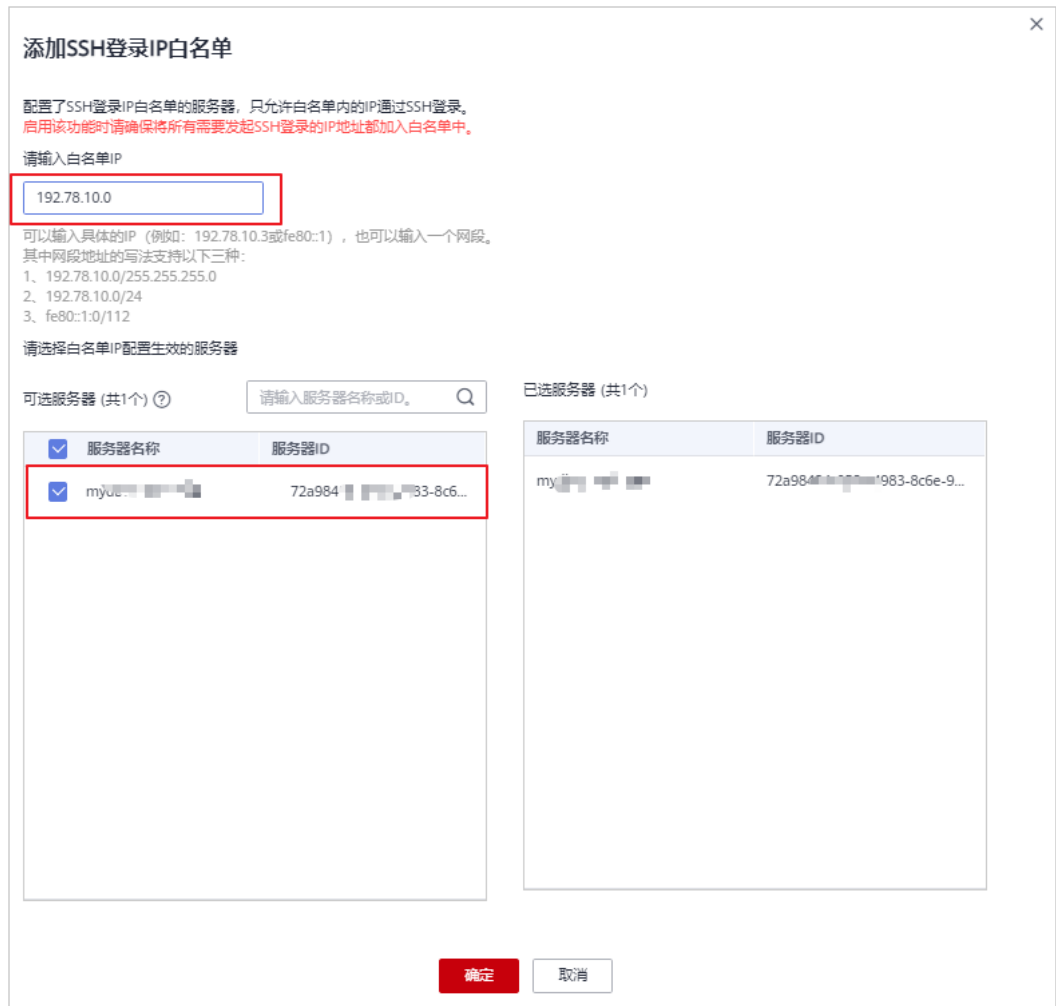 添加SSH登录IP白名单
配置了SSH登录IP白名单的服务器，只允许白名单内的IP通过SSH登录。
启用该功能时请确保将所有需要发起SSH登录的IP地址都加入白名单中。
请输入白名单IP
192.78.10.0
可以输入具体的IP（例如：192.78.10.3或fe80::1），也可以输入一个网段。
其中网段地址的写法支持以下三种：
1、192.78.10.0/255.255.255.0
2、192.78.10.0/24
3、fe80::1:0/112
请选择白名单IP配置生效的服务器
可选服务器 (共1个) ?
请输入服务器名称或ID。
服务器名称 服务器ID
72a984 83-8c6...
已选服务器 (共1个)
服务器名称 服务器ID
my 72a984 983-8c6e-9...
确定 取消